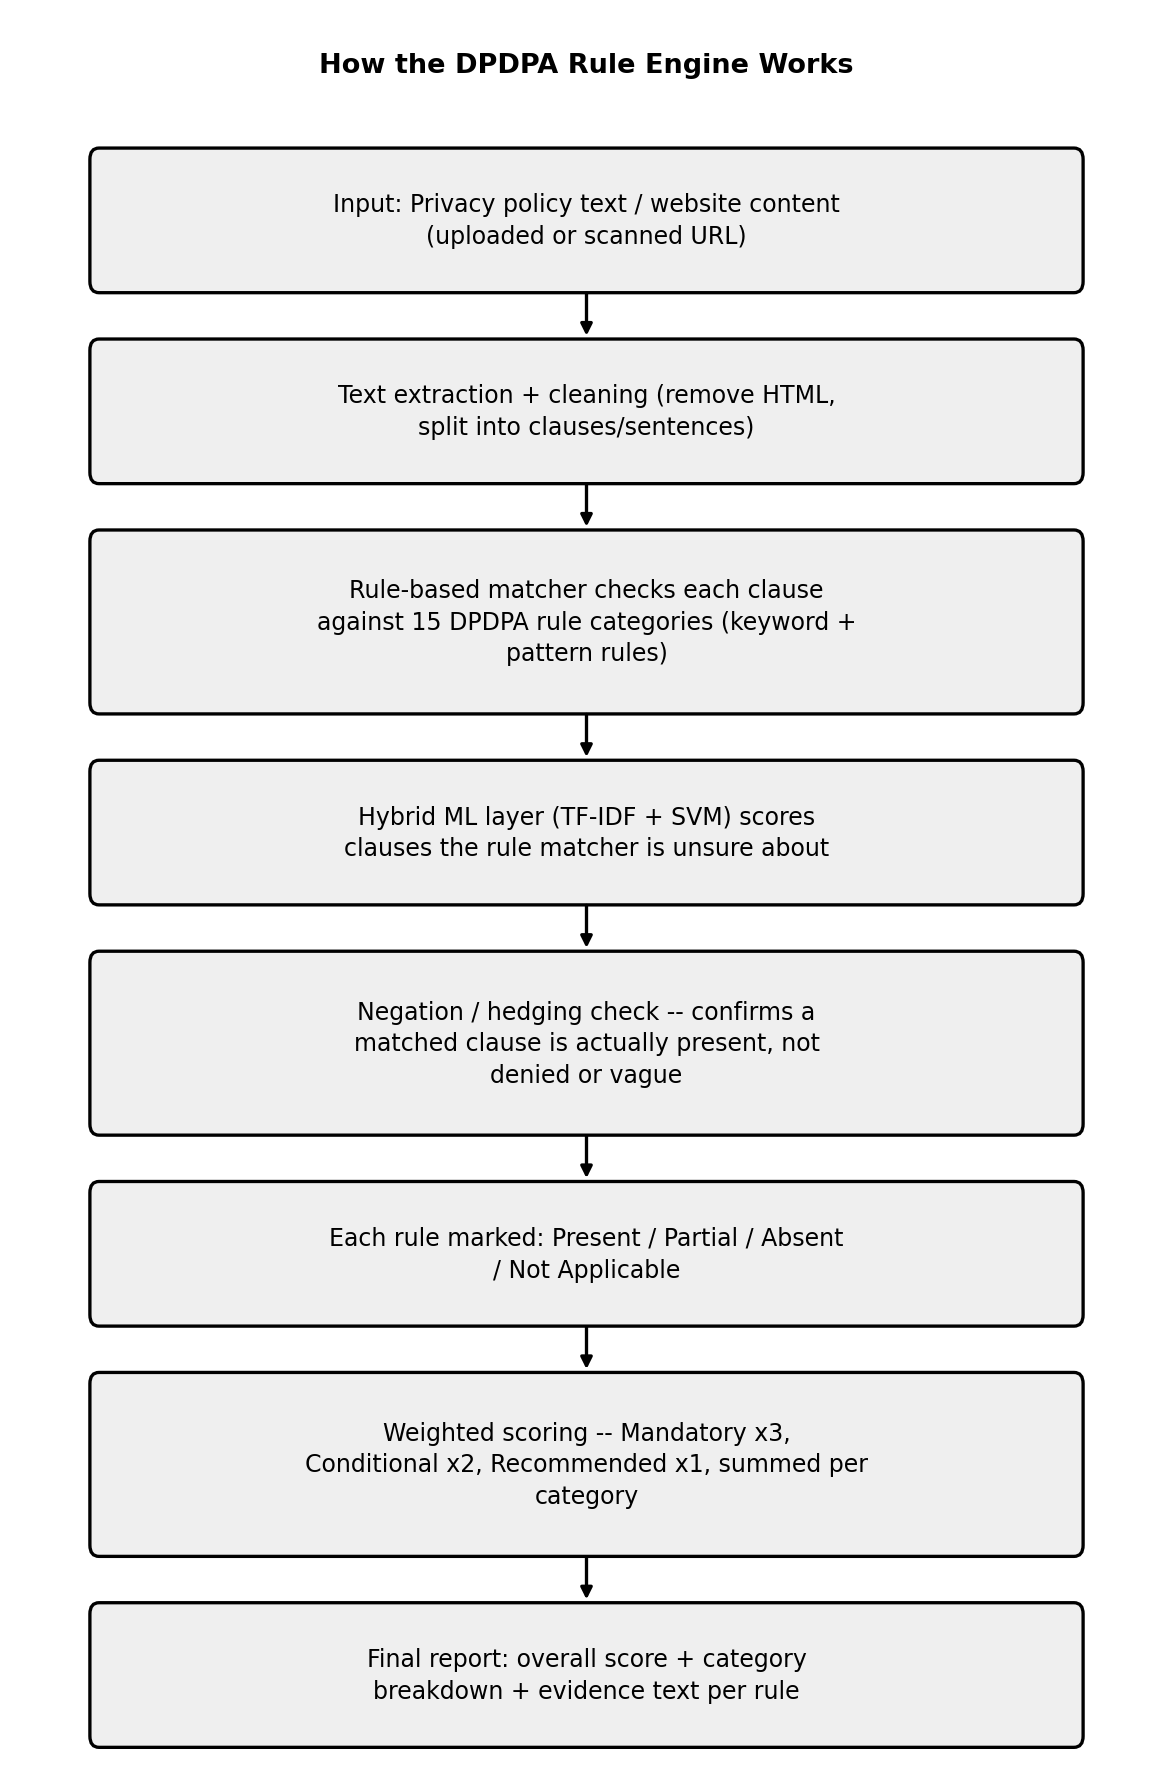 How the DPDPA Rule Engine Works
Input: Privacy policy text / website content
(uploaded or scanned URL)
Text extraction + cleaning (remove HTML,
split into clauses/sentences)
Rule-based matcher checks each clause
against 15 DPDPA rule categories (keyword +
pattern rules)
Hybrid ML layer (TF-IDF + SVM) scores
clauses the rule matcher is unsure about
Negation / hedging check -- confirms a
matched clause is actually present, not
denied or vague
Each rule marked: Present / Partial / Absent
/ Not Applicable
Weighted scoring -- Mandatory x3,
Conditional x2, Recommended x1, summed per
category
Final report: overall score + category
breakdown + evidence text per rule